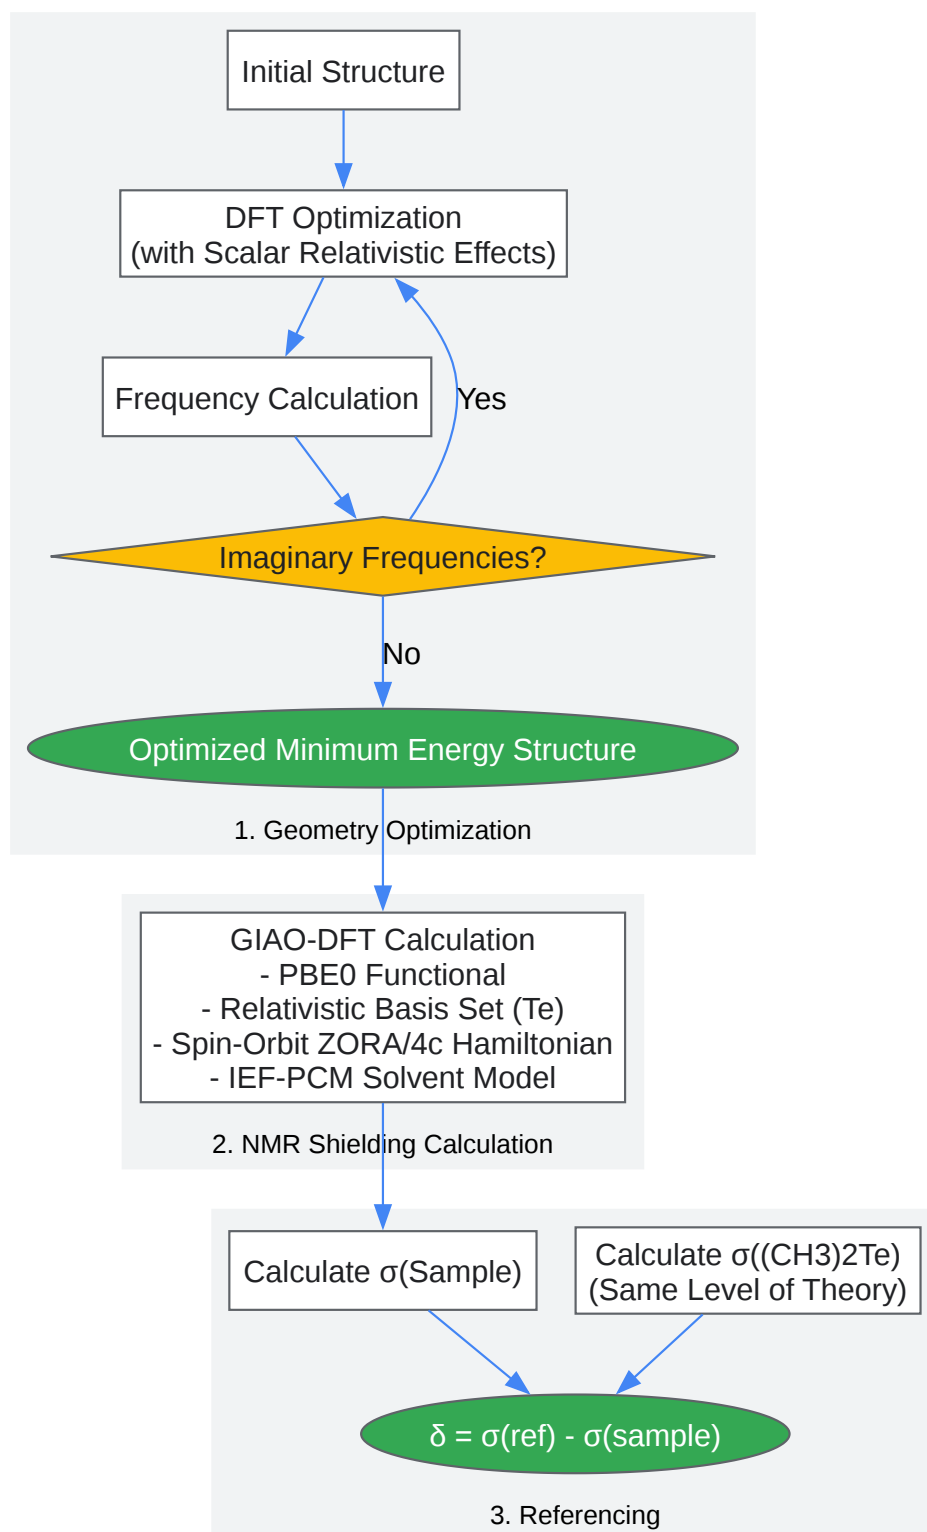 Initial Structure
DFT Optimization
(with Scalar Relativistic Effects)
Frequency Calculation
Yes
Imaginary Frequencies?
No
Optimized Minimum Energy Structure
1. Geometry Optimization
GIAO-DFT Calculation
- PBE0 Functional
- Relativistic Basis Set (Te)
- Spin-Orbit ZORA/4c Hamiltonian
- IEF-PCM Solvent Model
2. NMR Shielding Calculation
Calculate σ(Sample)
Calculate σ((CH3)2Te)
(Same Level of Theory)
δ = σ(ref) - σ(sample)
3. Referencing